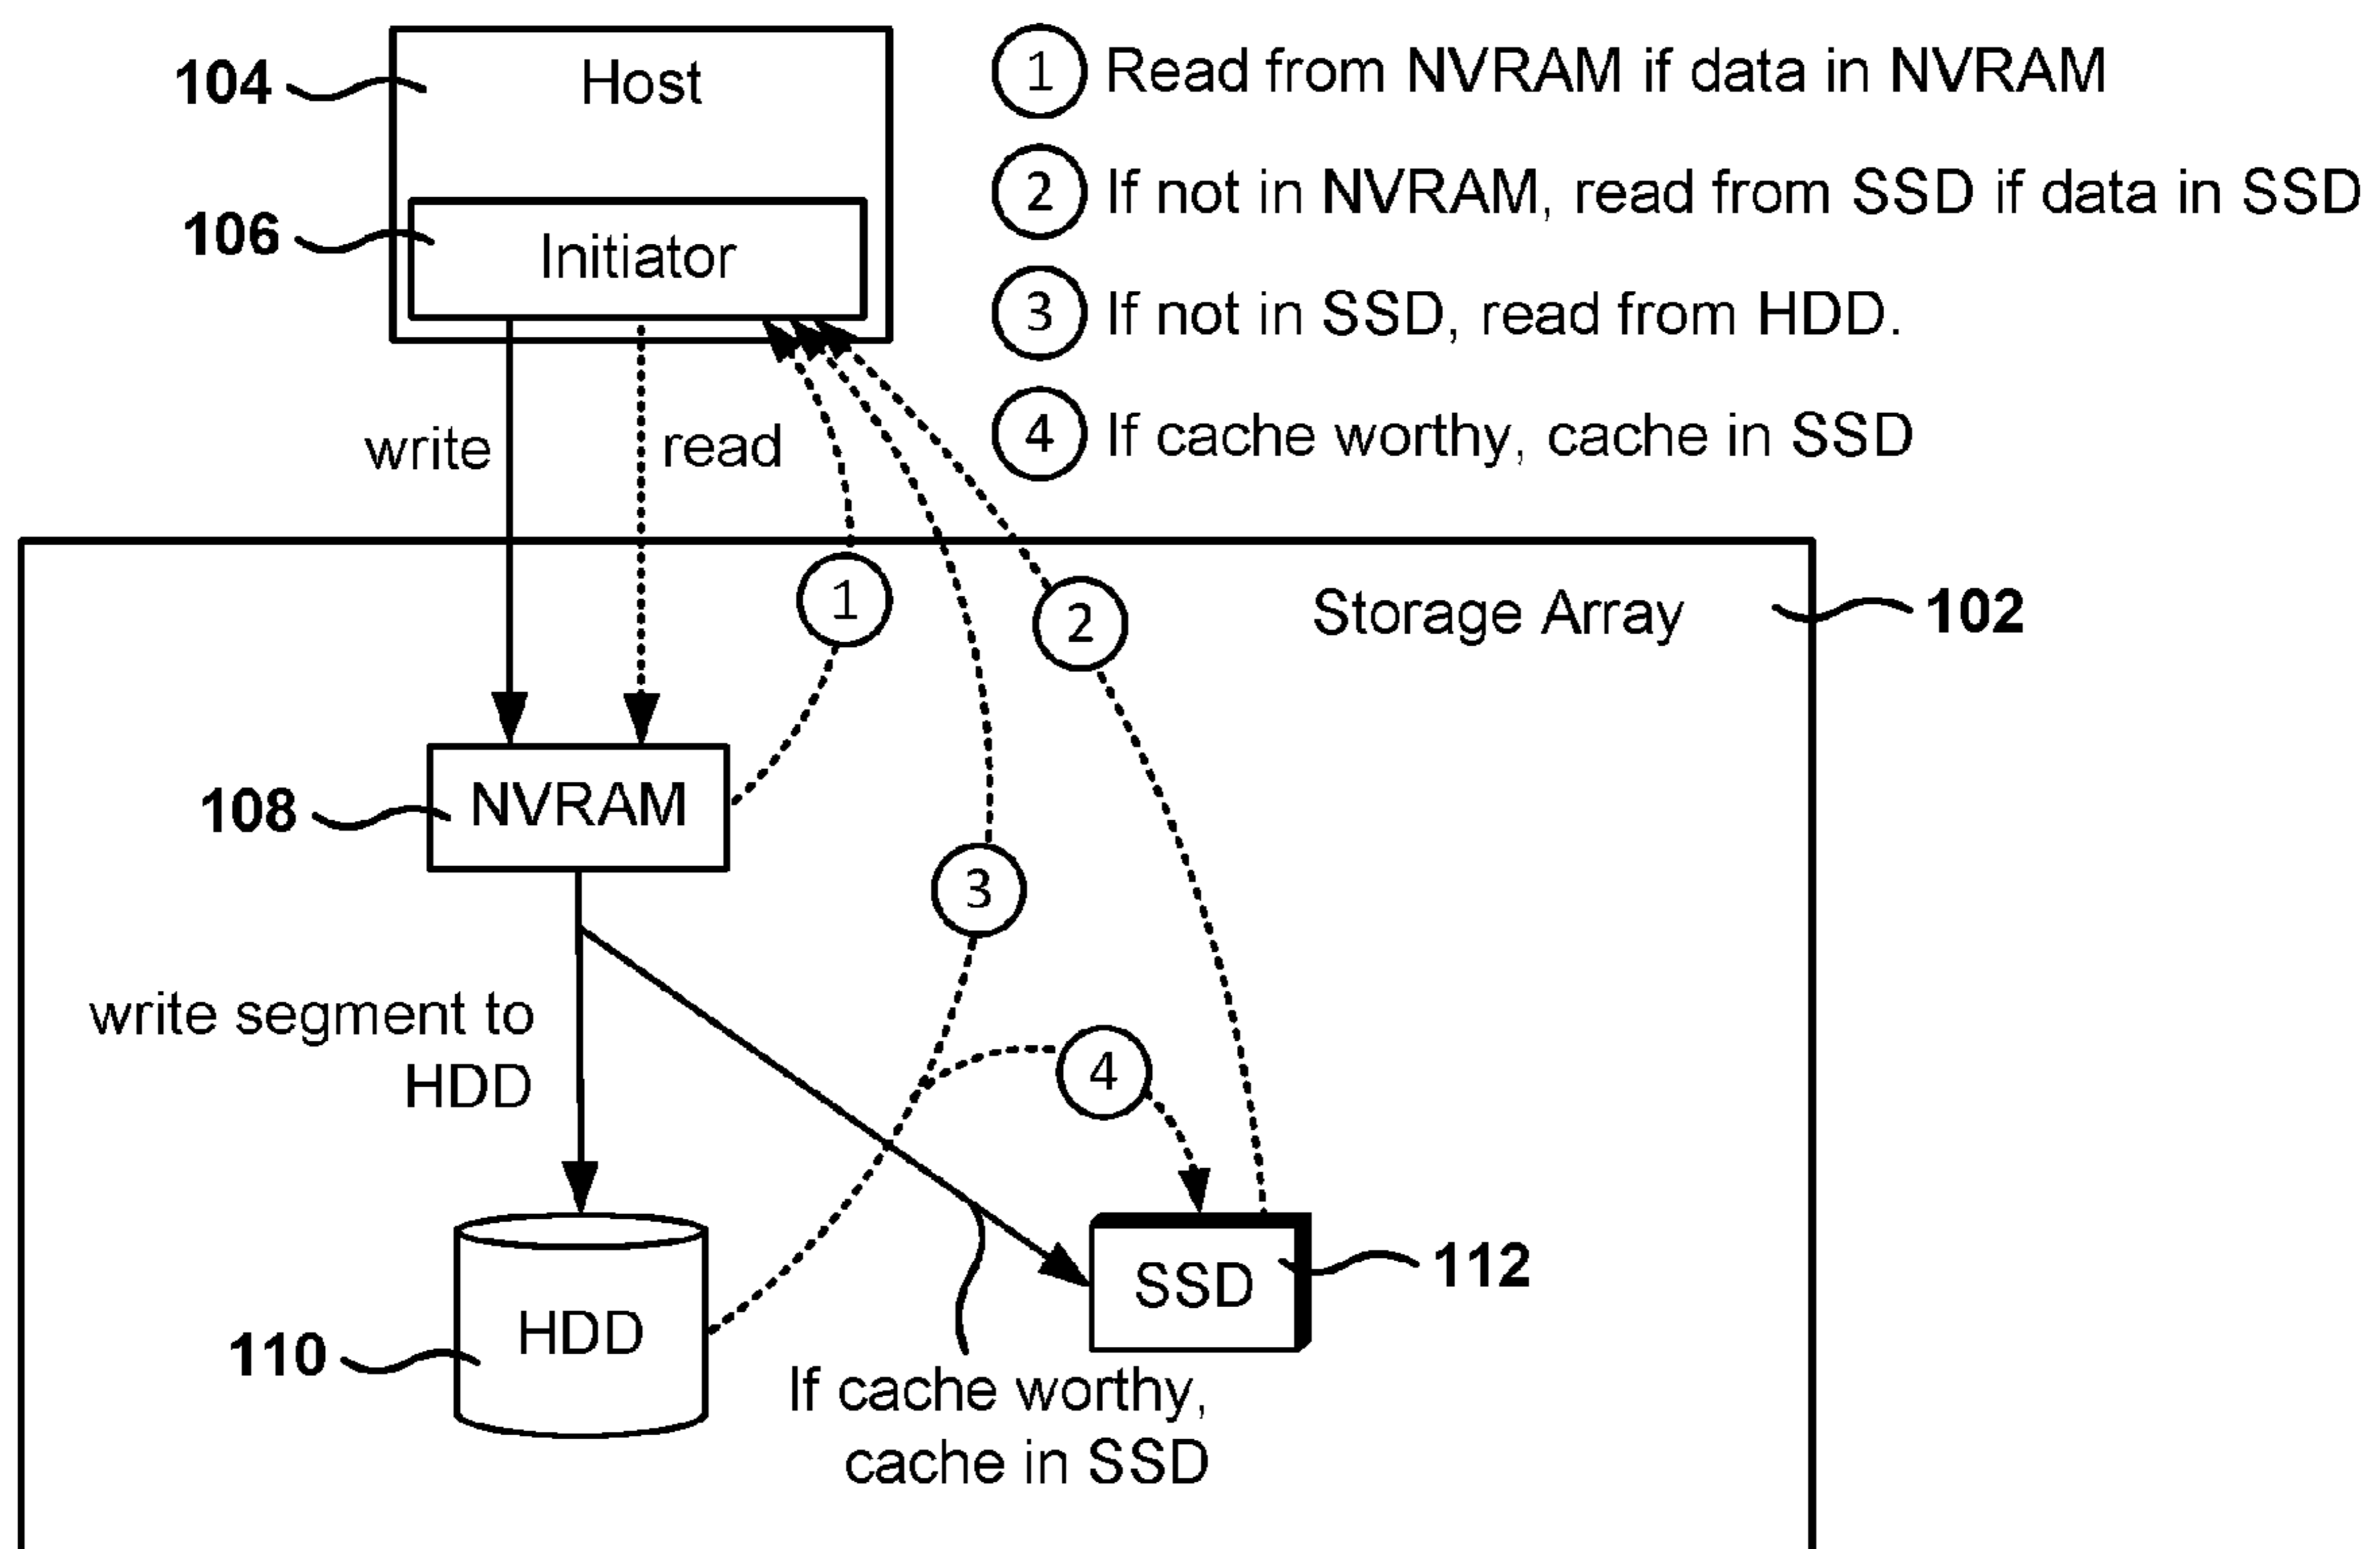 104
Host
106
Initiator
1 Read from NVRAM if data in NVRAM
2 If not in NVRAM, read from SSD if data in SSD
3 If not in SSD, read from HDD.
4 If cache worthy, cache in SSD
write
read
1
2
Storage Array
102
108
NVRAM
3
write segment to
HDD
4
110
HDD
SSD
112
If cache worthy,
cache in SSD